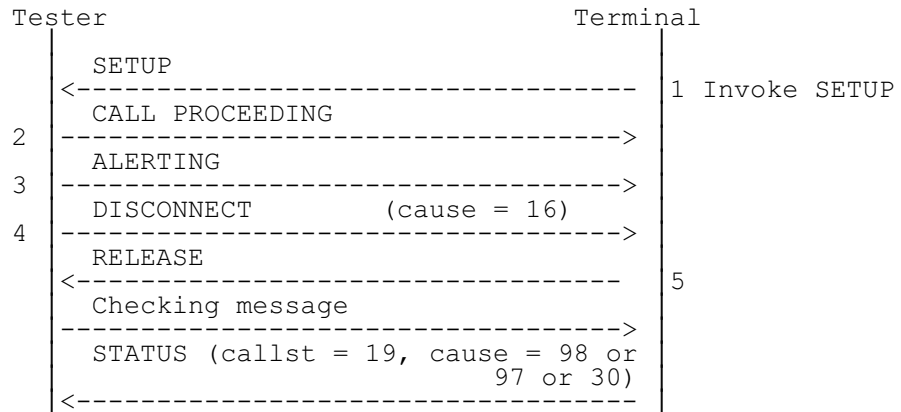 Tester Terminal
SETUP
<----------------------------------- 1 Invoke SETUP
CALL PROCEEDING
2 ----------------------------------->
ALERTING
3 ----------------------------------->
DISCONNECT (cause = 16)
4 ----------------------------------->
RELEASE
<---------------------------------- 5
Checking message
----------------------------------->
STATUS (callst = 19, cause = 98 or
97 or 30)
<-----------------------------------